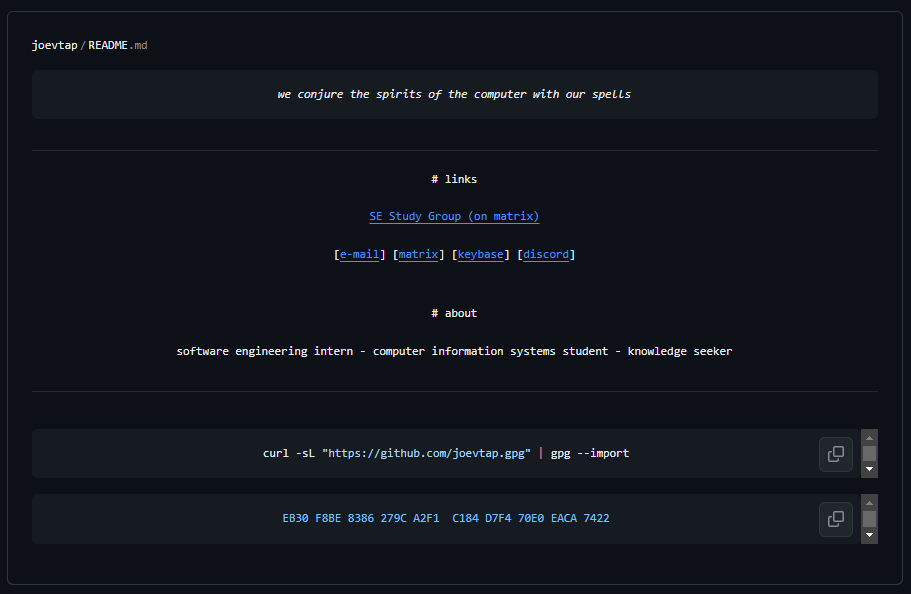 joevtap/README.md
we conjure the spirits of the computer with our spells
# links
SE Study Group (on matrix)
[e-mail] [matrix] [keybase] [discord]
# about
software engineering intern - computer information systems student - knowledge seeker
curl -sL "https://github.com/joevtap.gpg" | gpg --import
EB30 F8BE 8386 279C A2F1  C184 D7F4 70E0 EACA 7422